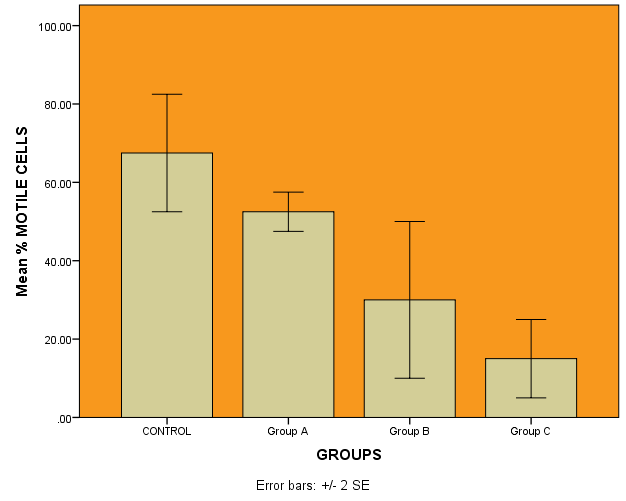 Mean % MOTILE CELLS
100.00
80.00
60.00
40.00
20.00
.00
CONTROL
Group A
Group B
Group C
GROUPS
Error bars: +/- 2 SE